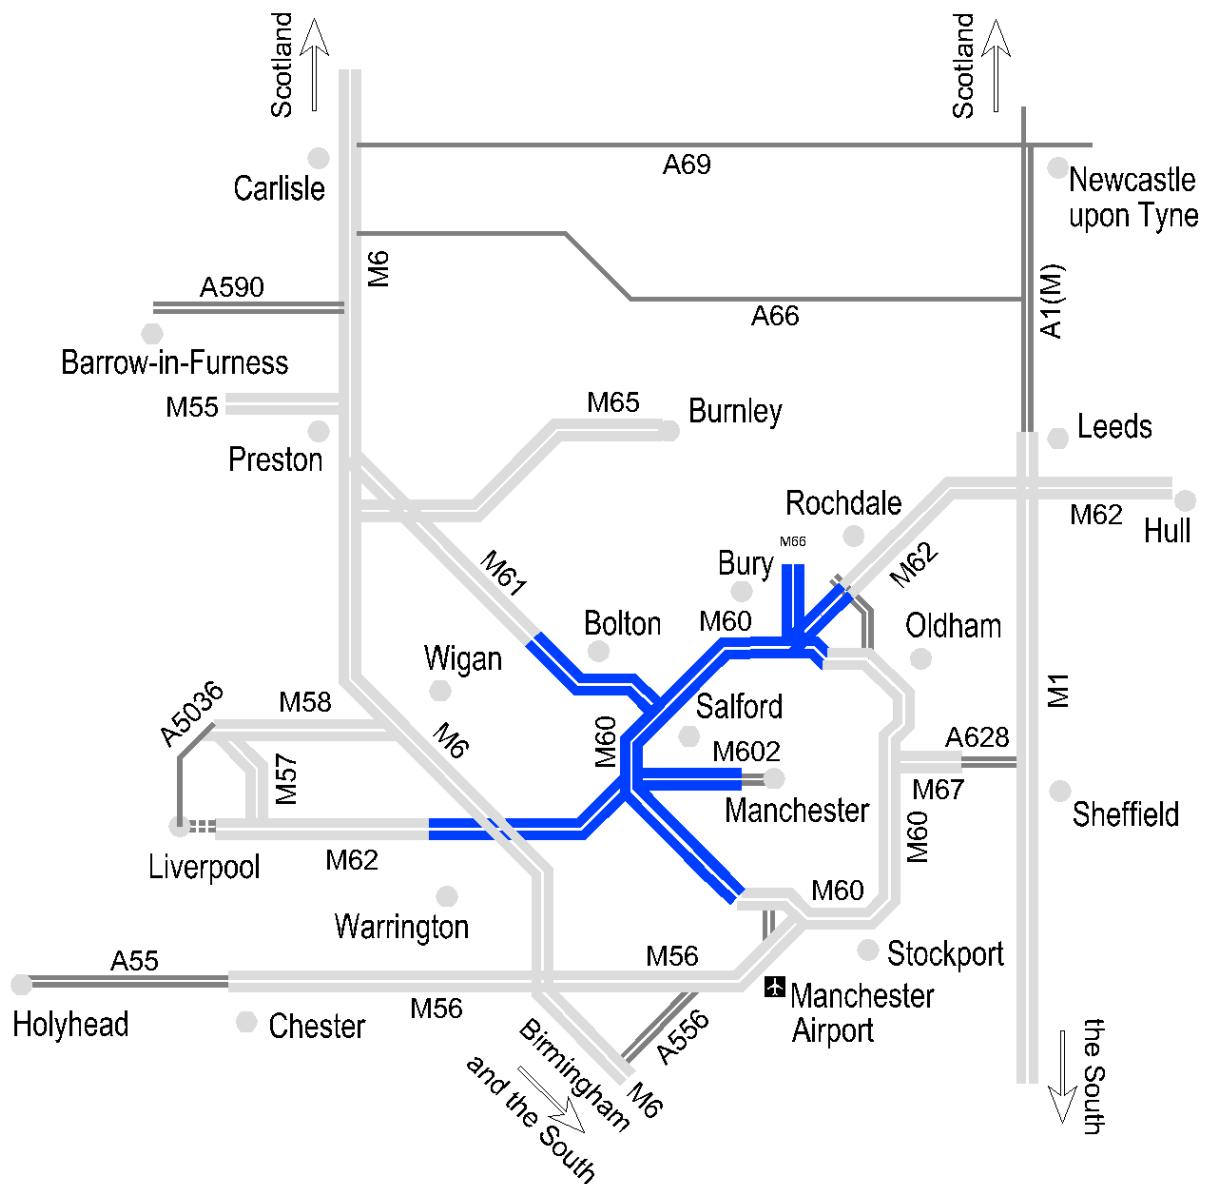 Scotland
Scotland
A69
Carlisle
Newcastle
upon Tyne
M6
A590
A66
A1(M)
Barrow-in-Furness
M55
M65
Burnley
Leeds
Preston
Rochdale
M62
Hull
M66
Bury
M62
M61
Bolton
M60
Oldham
Wigan
A5036
M58
M6
M60
Salford
M1
A628
M602
M57
M67
Manchester
Sheffield
Liverpool
M62
M60
M60
Warrington
Stockport
A55
M56
M56
Manchester
Airport
Holyhead
Chester
A556
Birmingham
and the South
M6
the South